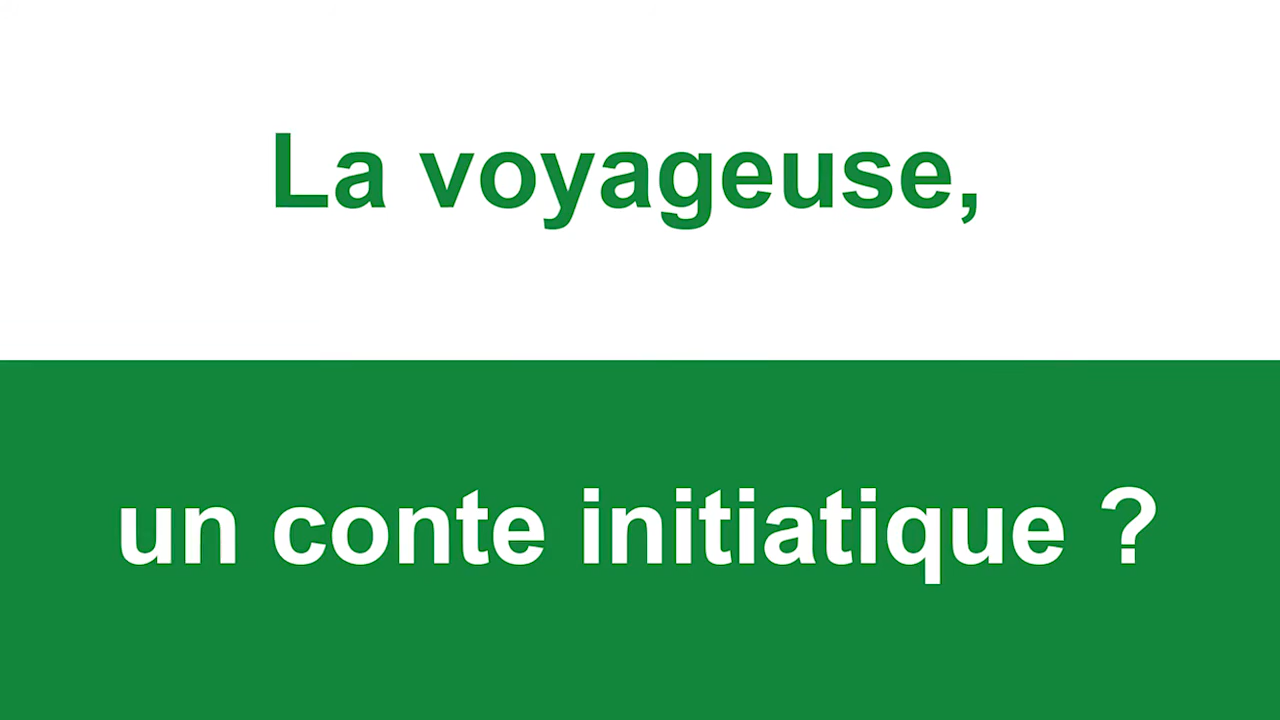 La voyageuse,
un conte initiatique ?